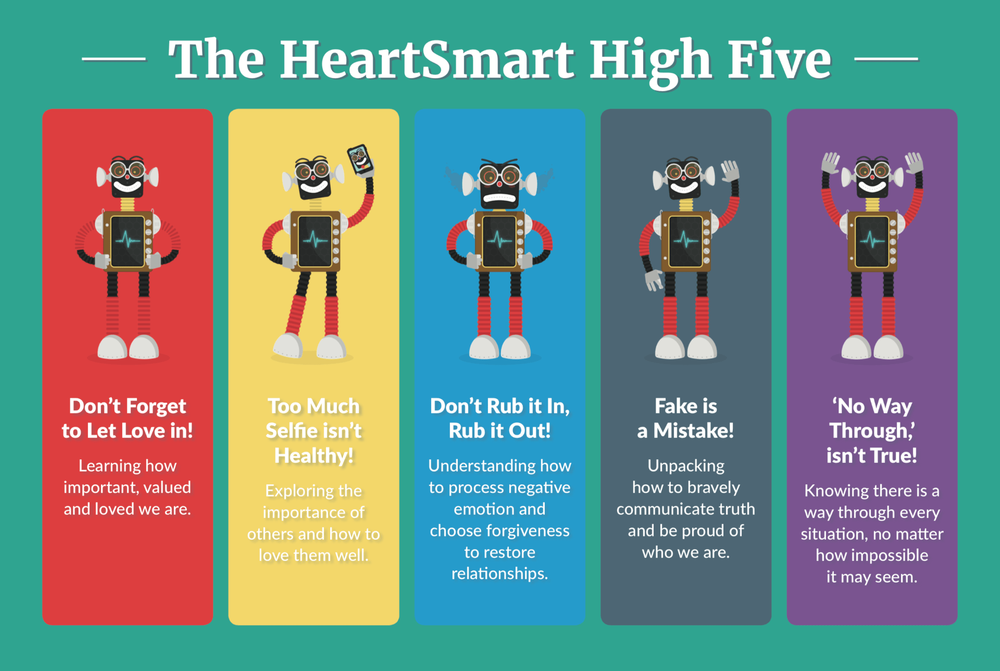 The HeartSmart High Five
Don’t Forget
to Let Love in!
Learning how
important, valued
and loved we are.
Too Much
Selfie isn’t
Healthy!
Exploring the
importance of
others and how to
love them well.
Don’t Rub it In,
Rub it Out!
Understanding how
to process negative
emotion and
choose forgiveness
to restore
relationships.
Fake is
a Mistake!
Unpacking
how to bravely
communicate truth
and be proud of
who we are.
‘No Way
Through,’
isn’t True!
Knowing there is a
way through every
situation, no matter
how impossible
it may seem.